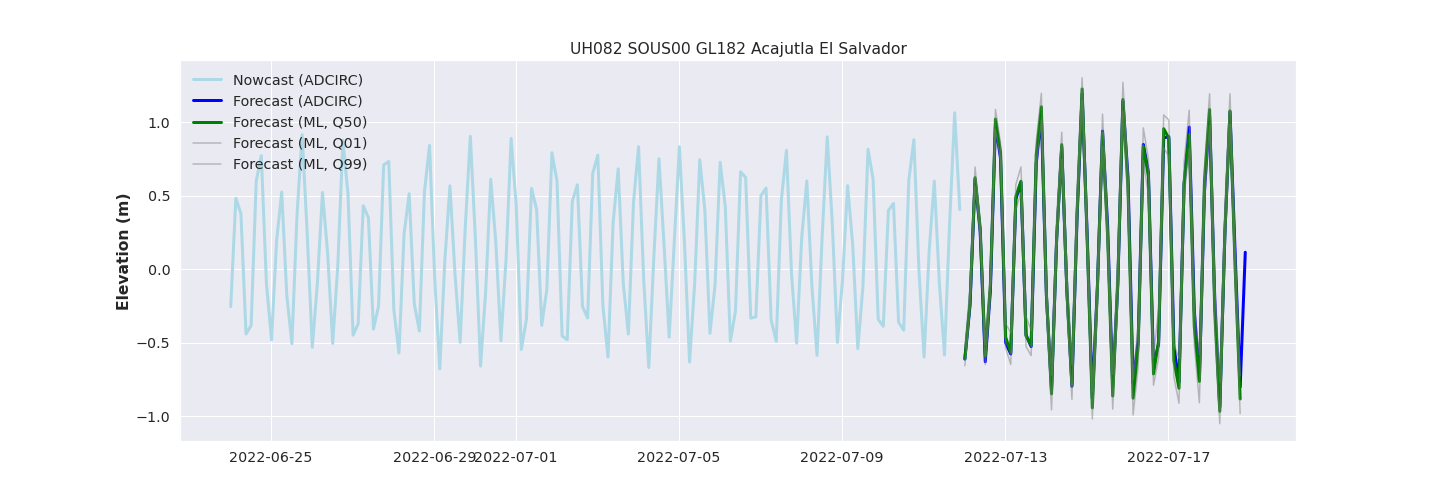 UH082 SOUS00 GL182 Acajutla El Salvador
Nowcast (ADCIRC)
Forecast (ADCIRC)
Forecast (ML, Q50)
Forecast (ML, Q01)
Forecast (ML, Q99)
Elevation (m)
1.0
0.5
0.0
−0.5
−1.0
2022-06-25 2022-06-29 2022-07-01 2022-07-05 2022-07-09 2022-07-13 2022-07-17